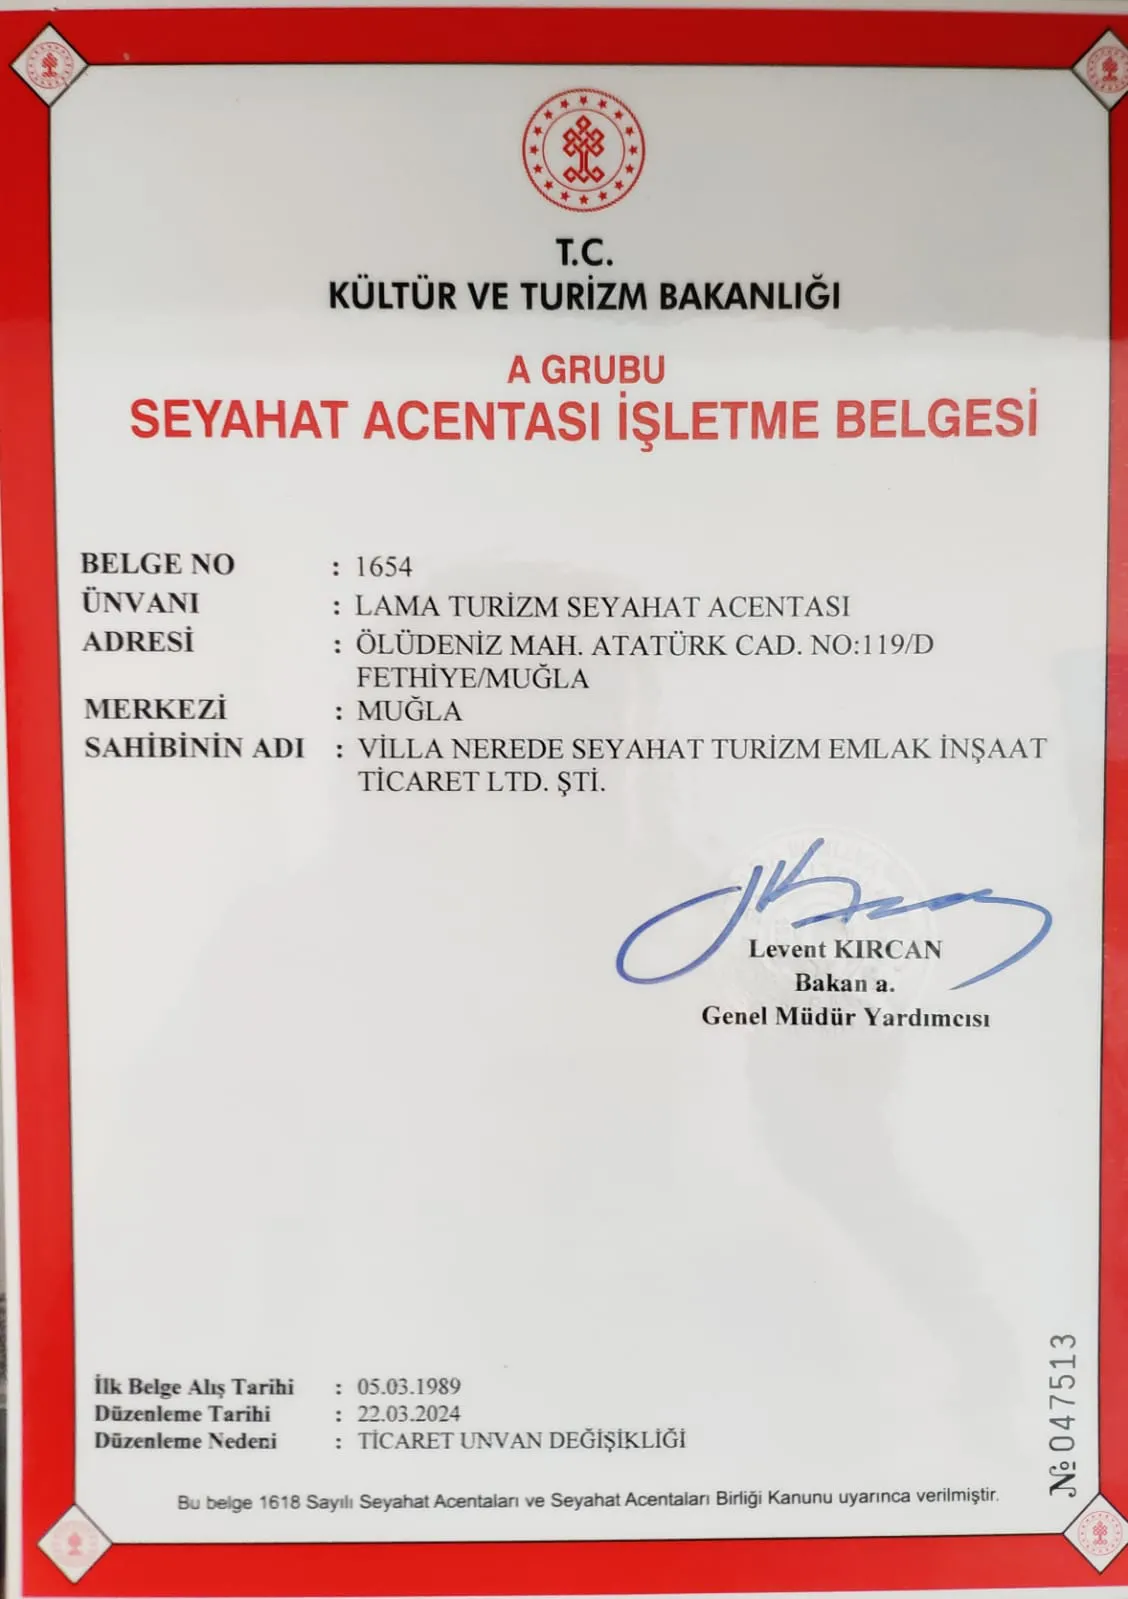 T.C.
KÜLTÜR VE TURİZM BAKANLIĞI
A GRUBU
SEYAHAT ACENTASI İŞLETME BELGESİ
BELGE NO : 1654
ÜNVANI : LAMA TURİZM SEYAHAT ACENTASI
ADRESİ : ÖLÜDENİZ MAH. ATATÜRK CAD. NO:119/D
FETHİYE/MUĞLA
MERKEZİ : MUĞLA
SAHİBİNİN ADI : VİLLA NEREDE SEYAHAT TURİZM EMLAK İNŞAAT
TİCARET LTD. ŞTİ.
Levent KIRCAN
Bakan a.
Genel Müdür Yardımcısı
İlk Belge Alış Tarihi : 05.03.1989
Düzenleme Tarihi : 22.03.2024
Düzenleme Nedeni : TİCARET UNVAN DEĞİŞİKLİĞİ
№ 047513
Bu belge 1618 Sayılı Seyahat Acentaları ve Seyahat Acentaları Birliği Kanunu uyarınca verilmiştir.